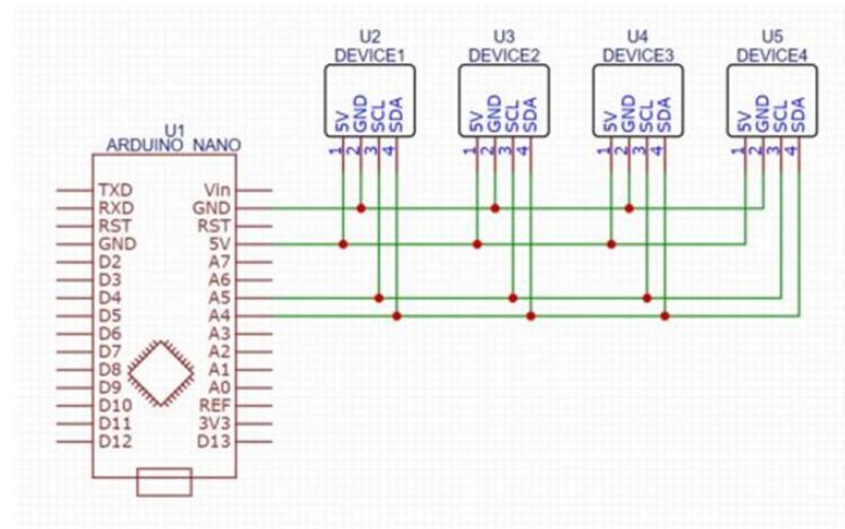 U2
DEVICE1
5V
GND
SCL
SDA
1
2
3
4
U3
DEVICE2
5V
GND
SCL
SDA
1
2
3
4
U4
DEVICE3
5V
GND
SCL
SDA
1
2
3
4
U5
DEVICE4
5V
GND
SCL
SDA
1
2
3
4
U1
ARDUINO NANO
TXD Vin
RXD GND
RST RST
GND 5V
D2 A7
D3 A6
D4 A5
D5 A4
D6 A3
D7 A2
D8 A1
D9 A0
D10 REF
D11 3V3
D12 D13